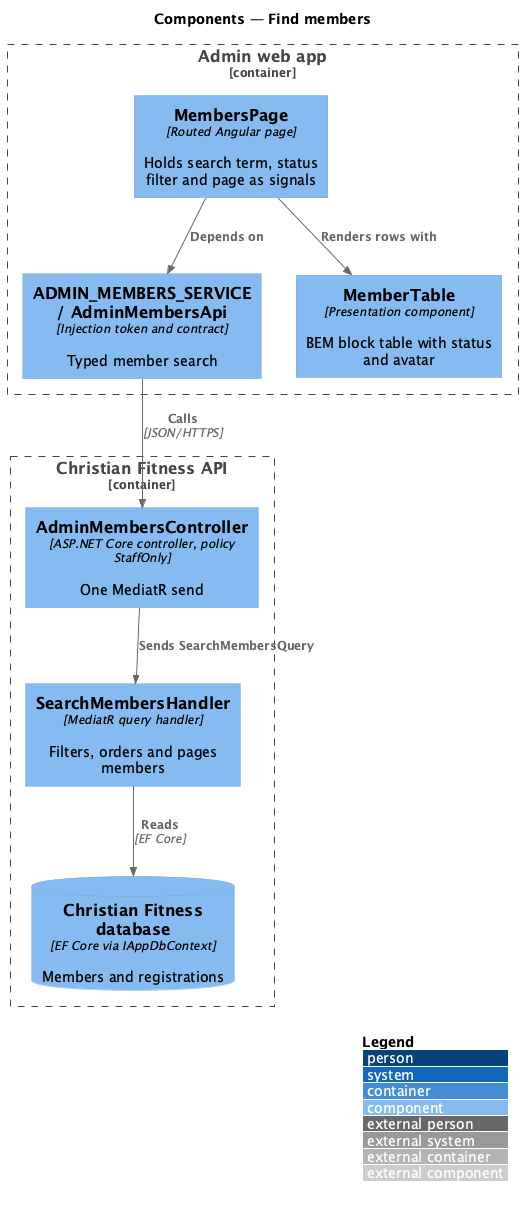 Components — Find members
Admin web app
[container]
MembersPage
[Routed Angular page]
Holds search term, status
filter and page as signals
Depends on
Renders rows with
ADMIN_MEMBERS_SERVICE
/ AdminMembersApi
[Injection token and contract]
Typed member search
MemberTable
[Presentation component]
BEM block table with status
and avatar
Calls
[JSON/HTTPS]
Christian Fitness API
[container]
AdminMembersController
[ASP.NET Core controller, policy
StaffOnly]
One MediatR send
Sends SearchMembersQuery
SearchMembersHandler
[MediatR query handler]
Filters, orders and pages
members
Reads
[EF Core]
Christian Fitness
database
[EF Core via IAppDbContext]
Members and registrations
Legend
person
system
container
component
external person
external system
external container
external component